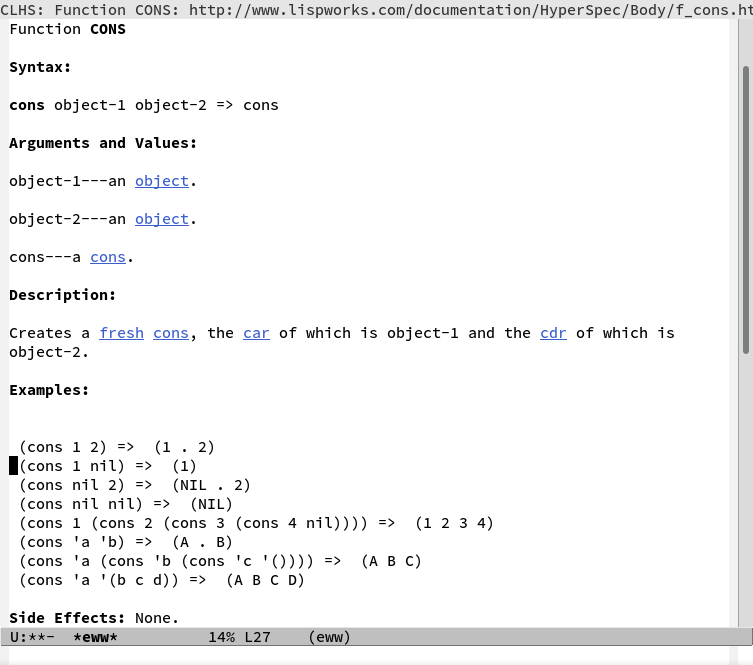 CLHS: Function CONS: http://www.lispworks.com/documentation/HyperSpec/Body/f_cons.ht
Function CONS
Syntax:
cons object-1 object-2 => cons
Arguments and Values:
object-1---an object.
object-2---an object.
cons---a cons.
Description:
Creates a fresh cons, the car of which is object-1 and the cdr of which is
object-2.
Examples:
(cons 1 2) =>  (1 . 2)
(cons 1 nil) =>  (1)
(cons nil 2) =>  (NIL . 2)
(cons nil nil) =>  (NIL)
(cons 1 (cons 2 (cons 3 (cons 4 nil)))) =>  (1 2 3 4)
(cons 'a 'b) =>  (A . B)
(cons 'a (cons 'b (cons 'c '()))) =>  (A B C)
(cons 'a '(b c d)) =>  (A B C D)
Side Effects: None.
U:**-  *eww*          14% L27    (eww)